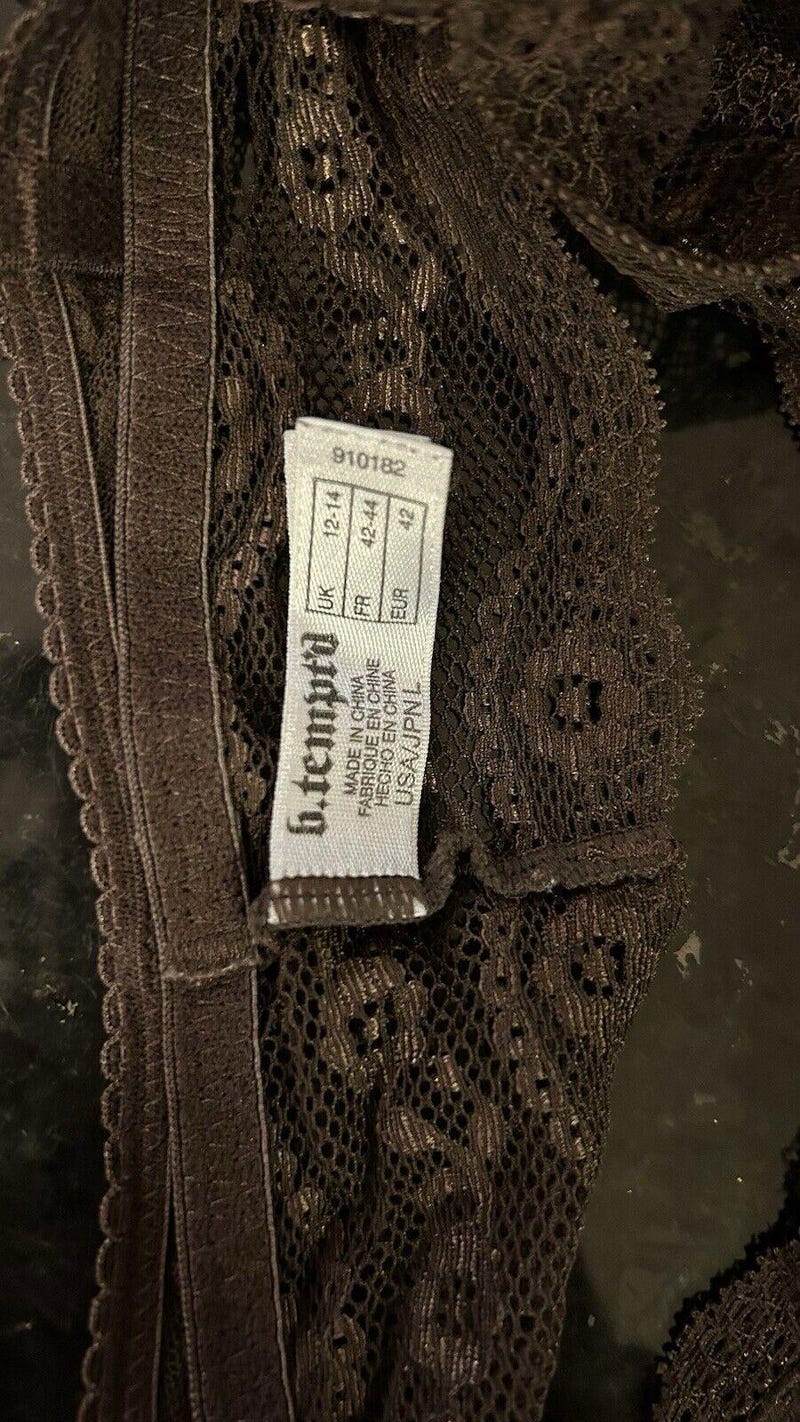 910182
UK 12-14
FR 42-44
EUR 42
b.tempt'd
MADE IN CHINA
FABRIQUE EN CHINE
HECHO EN CHINA
USA/JPN L